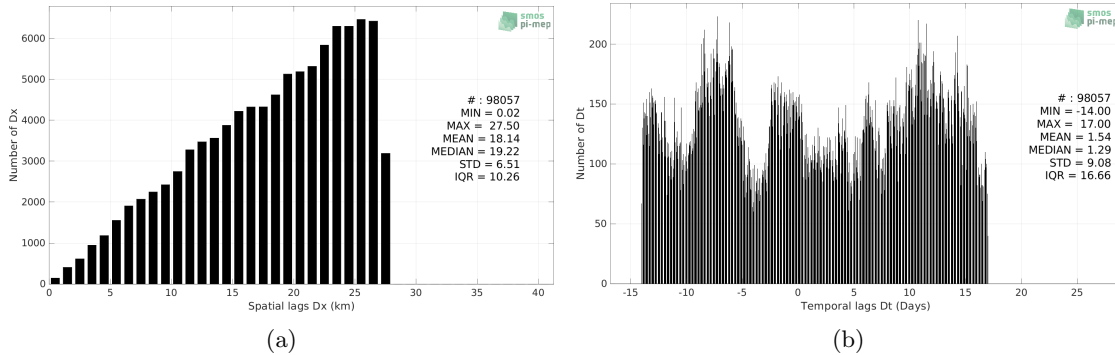 smos
pi-mep
6000
5000
4000
3000
2000
1000
0
Number of Dx
# : 98057
MIN = 0.02
MAX = 27.50
MEAN = 18.14
MEDIAN = 19.22
STD = 6.51
IQR = 10.26
0 5 10 15 20 25 30 35 40
Spatial lags Dx (km)
(a)
smos
pi-mep
200
150
100
50
0
Number of Dt
# : 98057
MIN = -14.00
MAX = 17.00
MEAN = 1.54
MEDIAN = 1.29
STD = 9.08
IQR = 16.66
-15 -10 -5 0 5 10 15 20 25
Temporal lags Dt (Days)
(b)